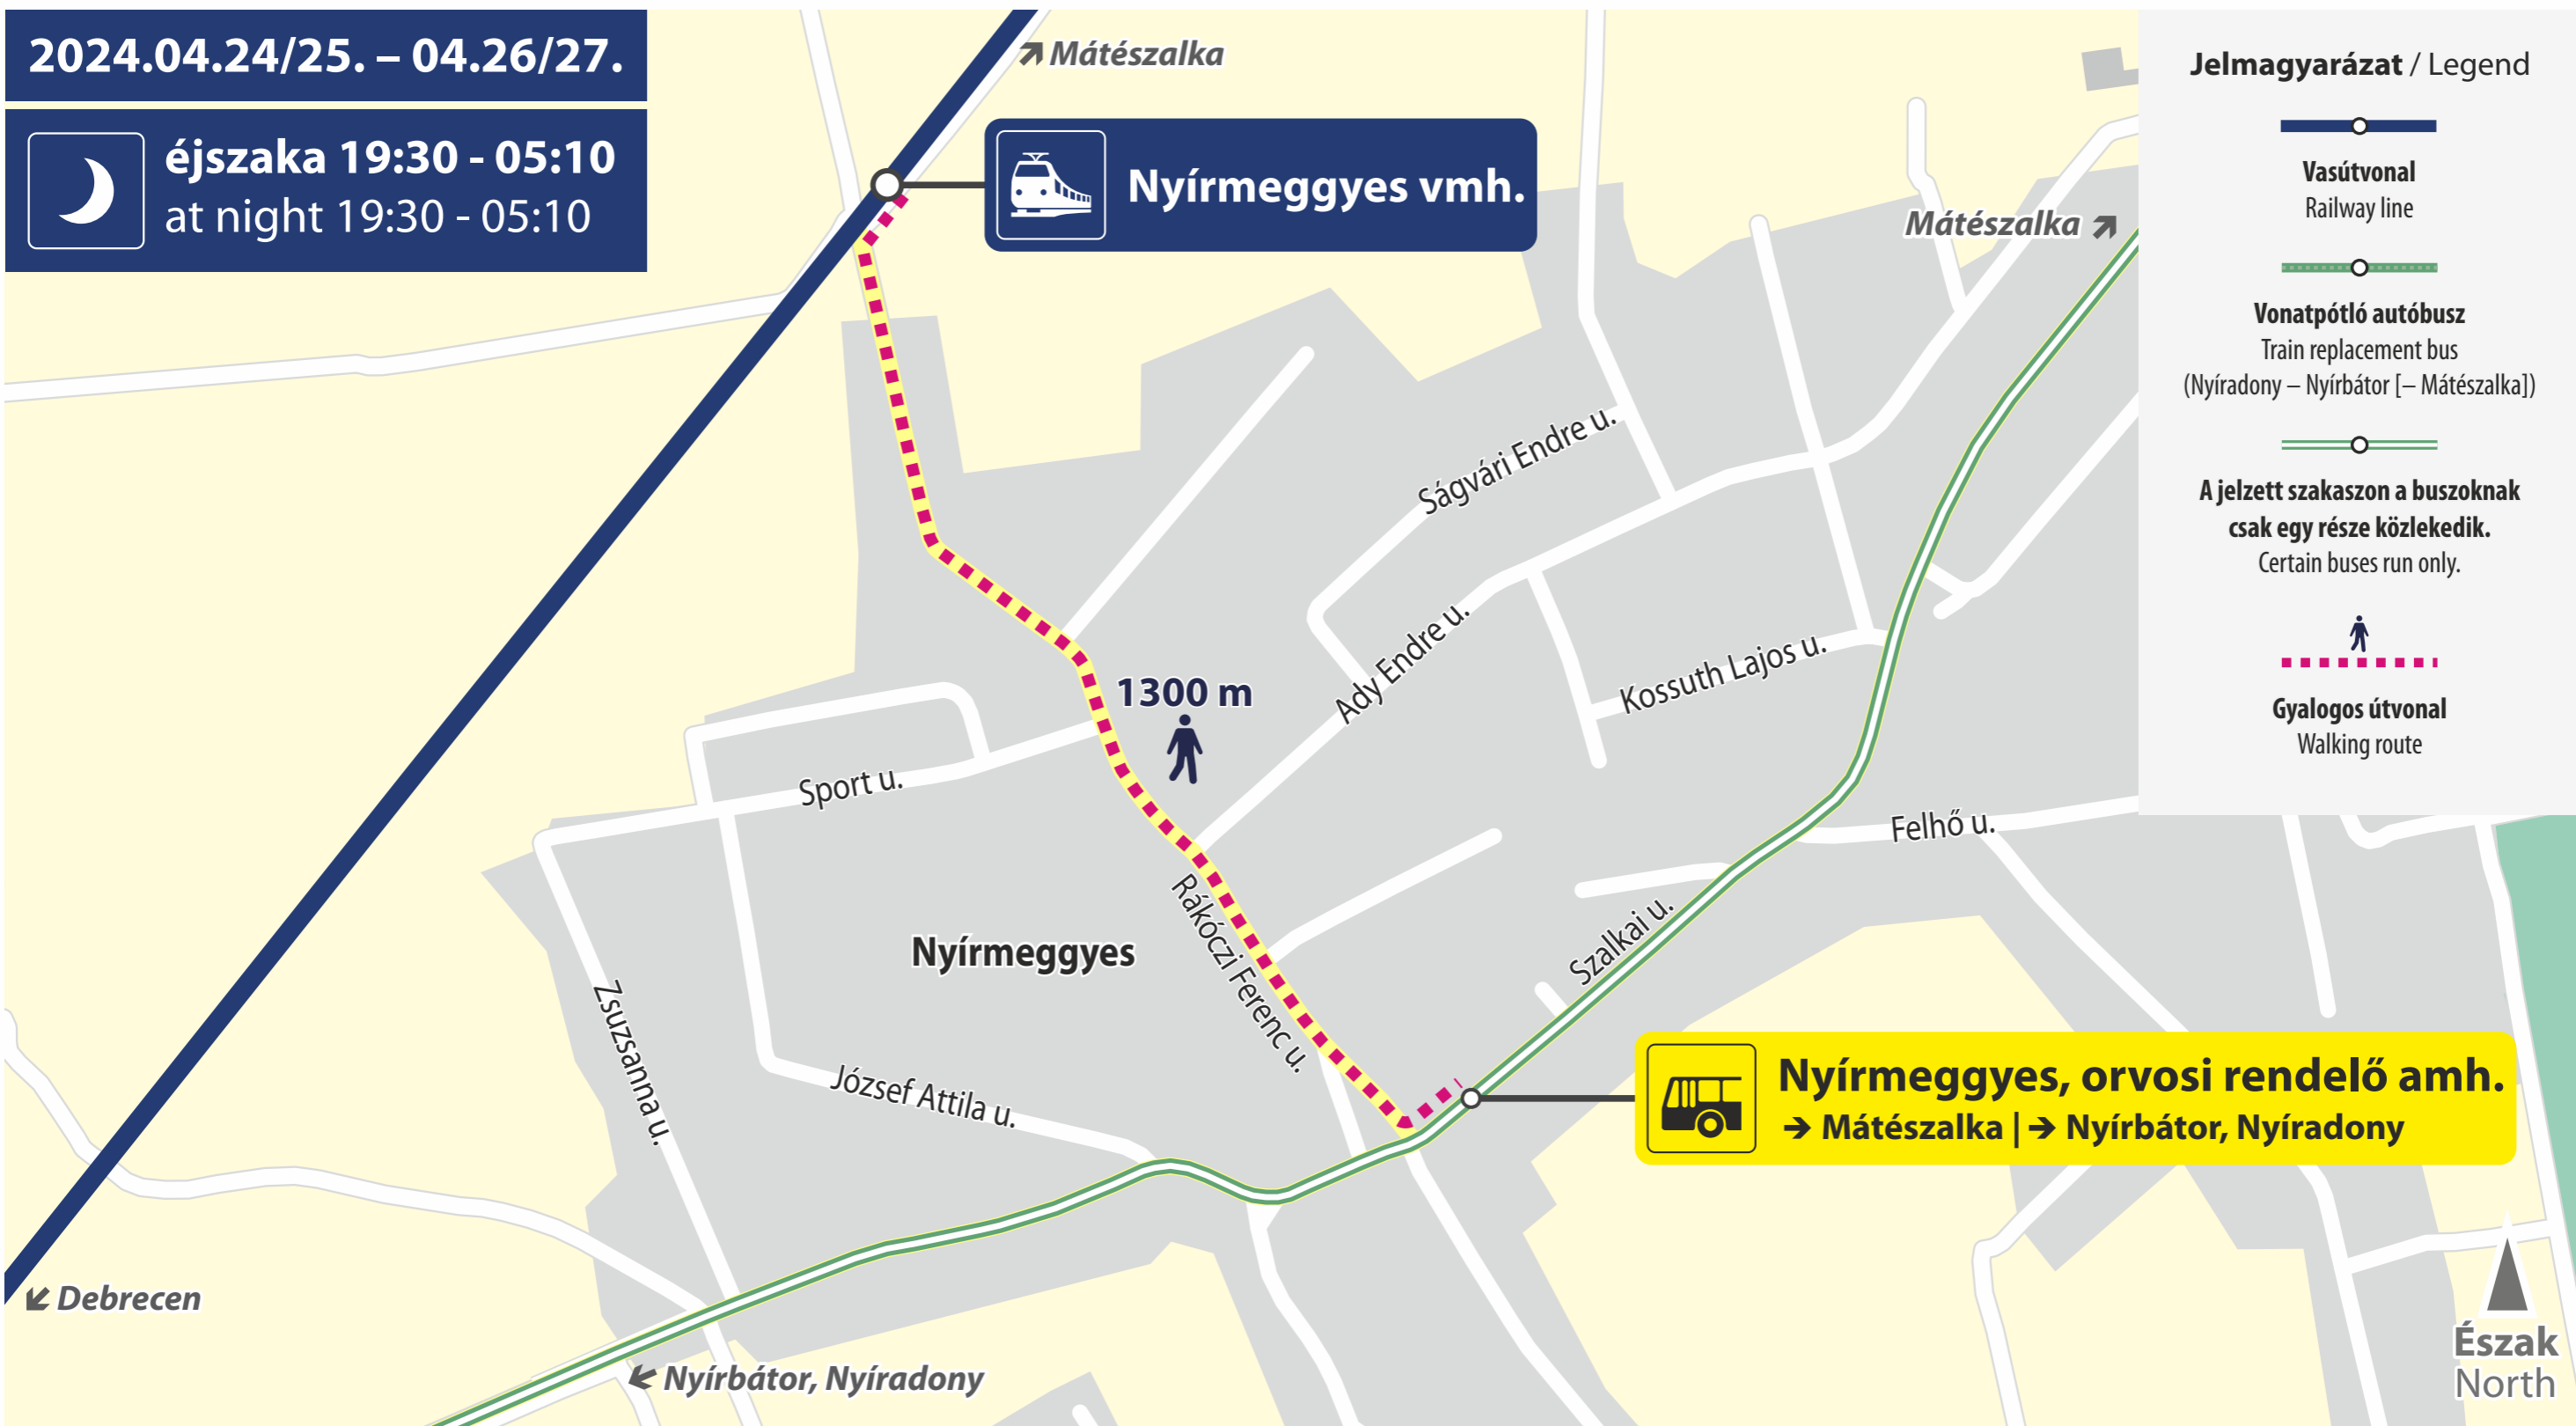 2024.04.24/25. – 04.26/27.
éjszaka 19:30 - 05:10
at night 19:30 - 05:10
Mátészalka
Nyírmeggyes vmh.
Mátészalka
Jelmagyarázat / Legend
Vasútvonal
Railway line
Vonatpótló autóbusz
Train replacement bus
(Nyíradony – Nyírbátor [– Mátészalka])
A jelzett szakaszon a buszoknak
csak egy része közlekedik.
Certain buses run only.
Gyalogos útvonal
Walking route
Ságvári Endre u.
Ady Endre u.
Kossuth Lajos u.
1300 m
Sport u.
Felhő u.
Rákóczi Ferenc u.
Szalkai u.
Nyírmeggyes
Zsuzsanna u.
József Attila u.
Nyírmeggyes, orvosi rendelő amh.
→ Mátészalka | → Nyírbátor, Nyíradony
Debrecen
Nyírbátor, Nyíradony
Észak
North